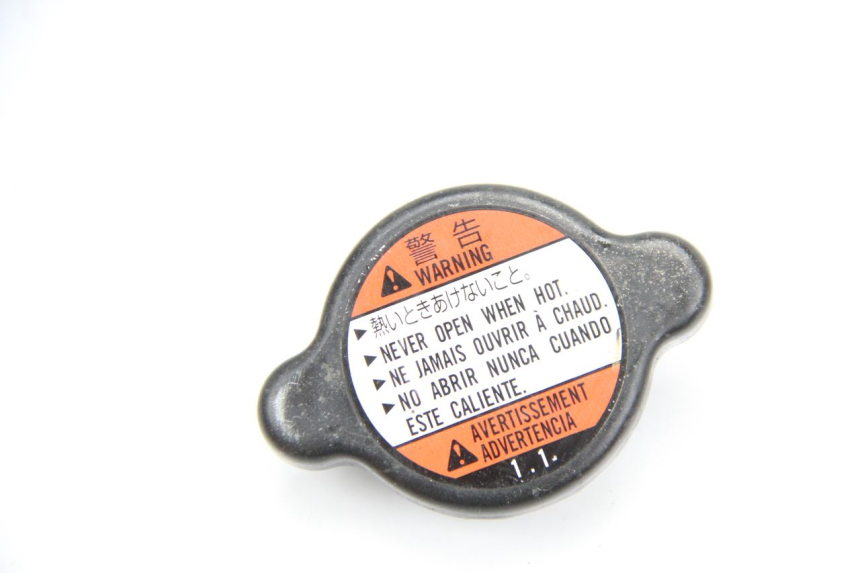 警告
WARNING
▶熱いときあけないこと。
▶NEVER OPEN WHEN HOT.
▶NE JAMAIS OUVRIR À CHAUD.
▶NO ABRIR NUNCA CUANDO
ESTE CALIENTE.
AVERTISSEMENT
ADVERTENCIA
1.1.